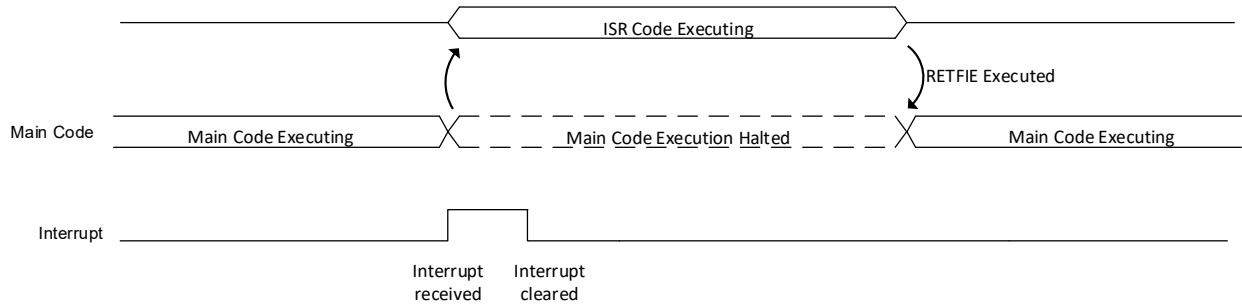 ISR Code Executing
RETFIE Executed
Main Code
Main Code Executing
Main Code Execution Halted
Main Code Executing
Interrupt
Interrupt
received
Interrupt
cleared